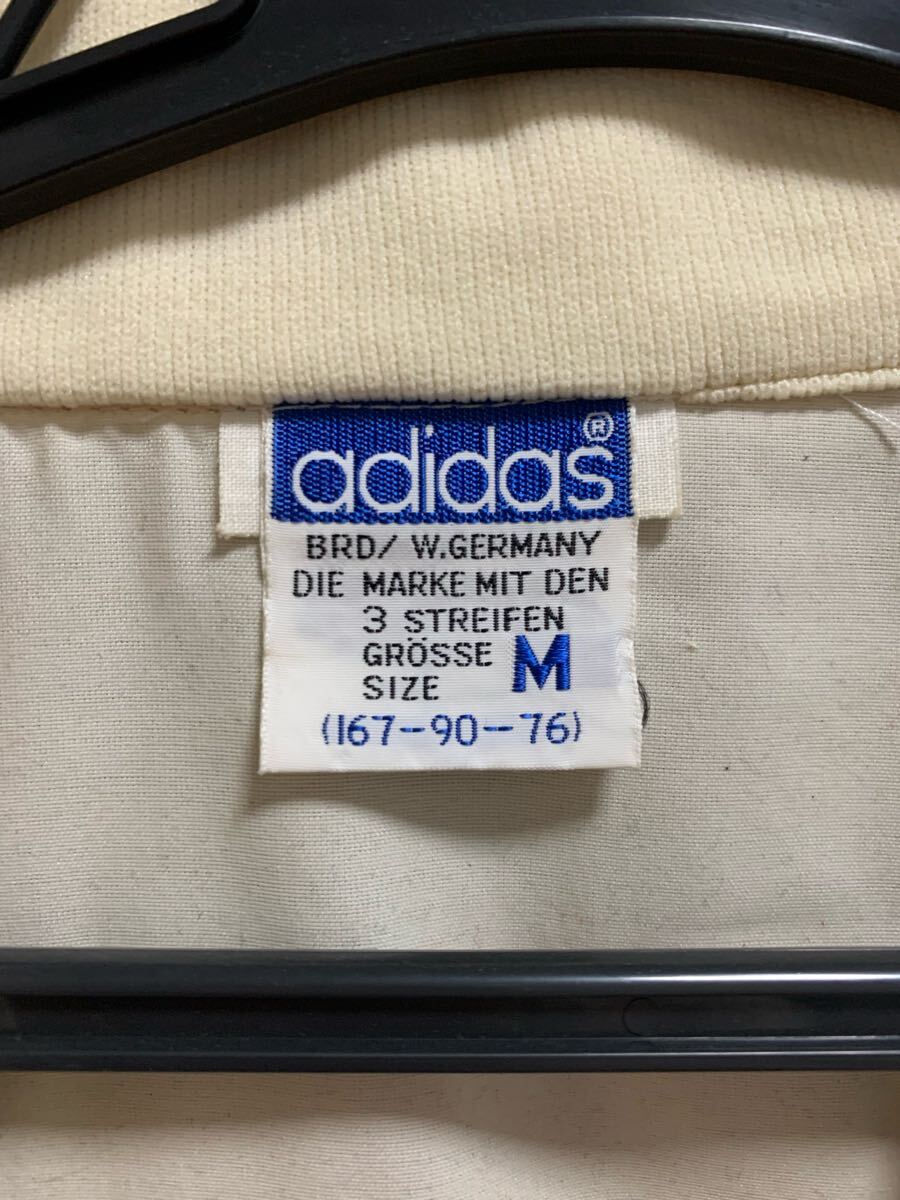 adidas®
BRD/ W.GERMANY
DIE MARKE MIT DEN
3 STREIFEN
GRÖSSE M
SIZE
(167-90-76)